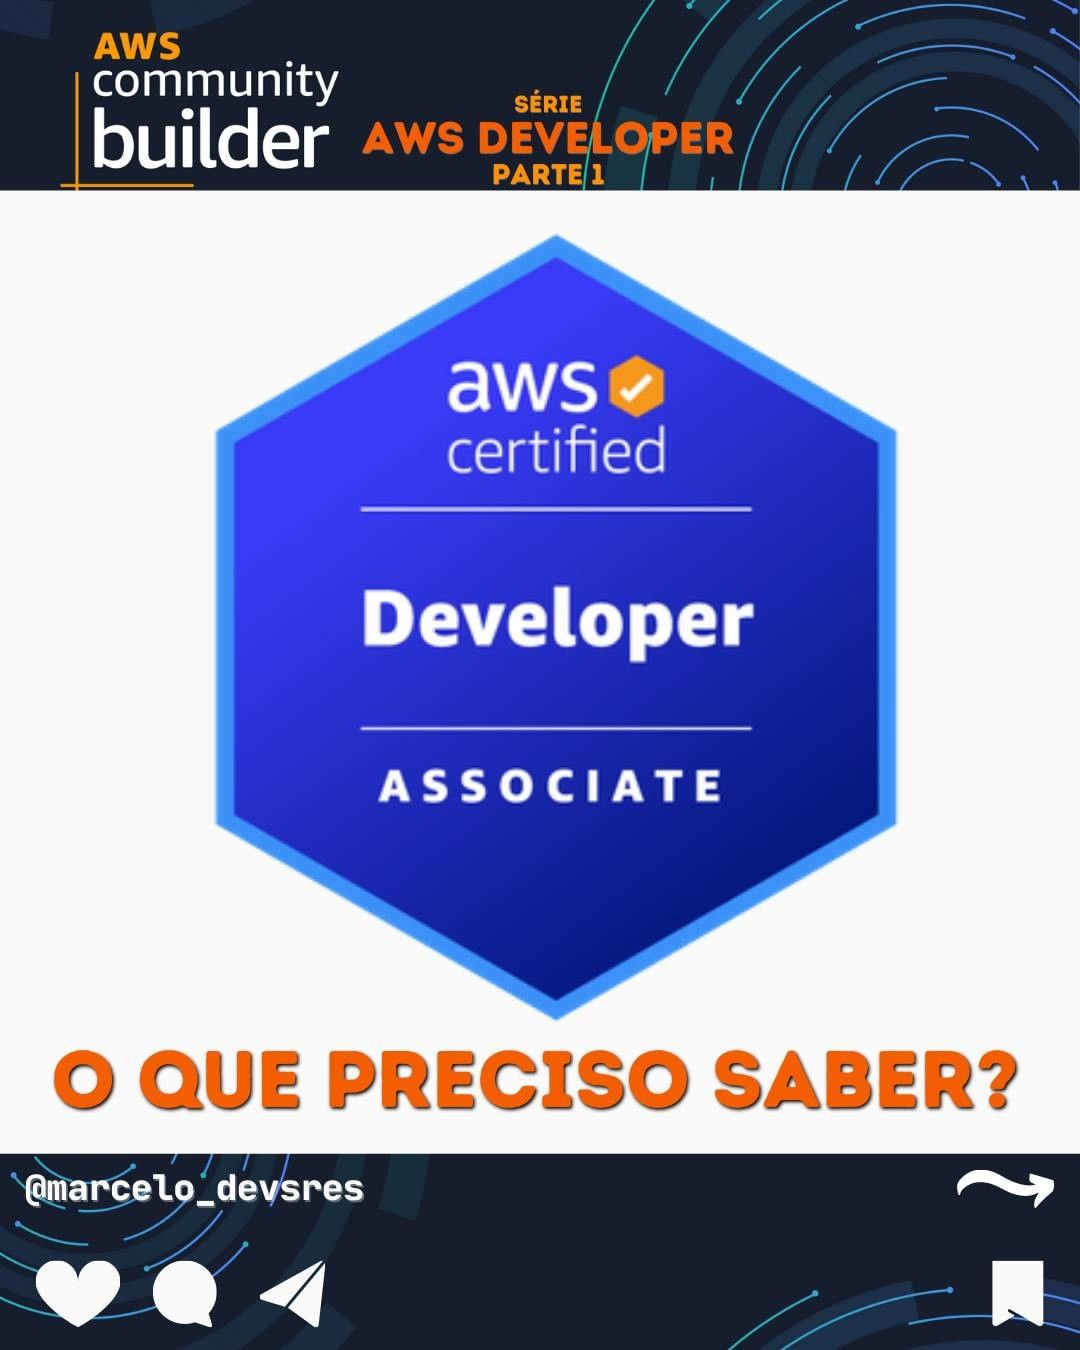 AWS
community
builder
SÉRIE
AWS DEVELOPER
PARTE 1
aws
certified
Developer
ASSOCIATE
O QUE PRECISO SABER?
@marcelo_devsres